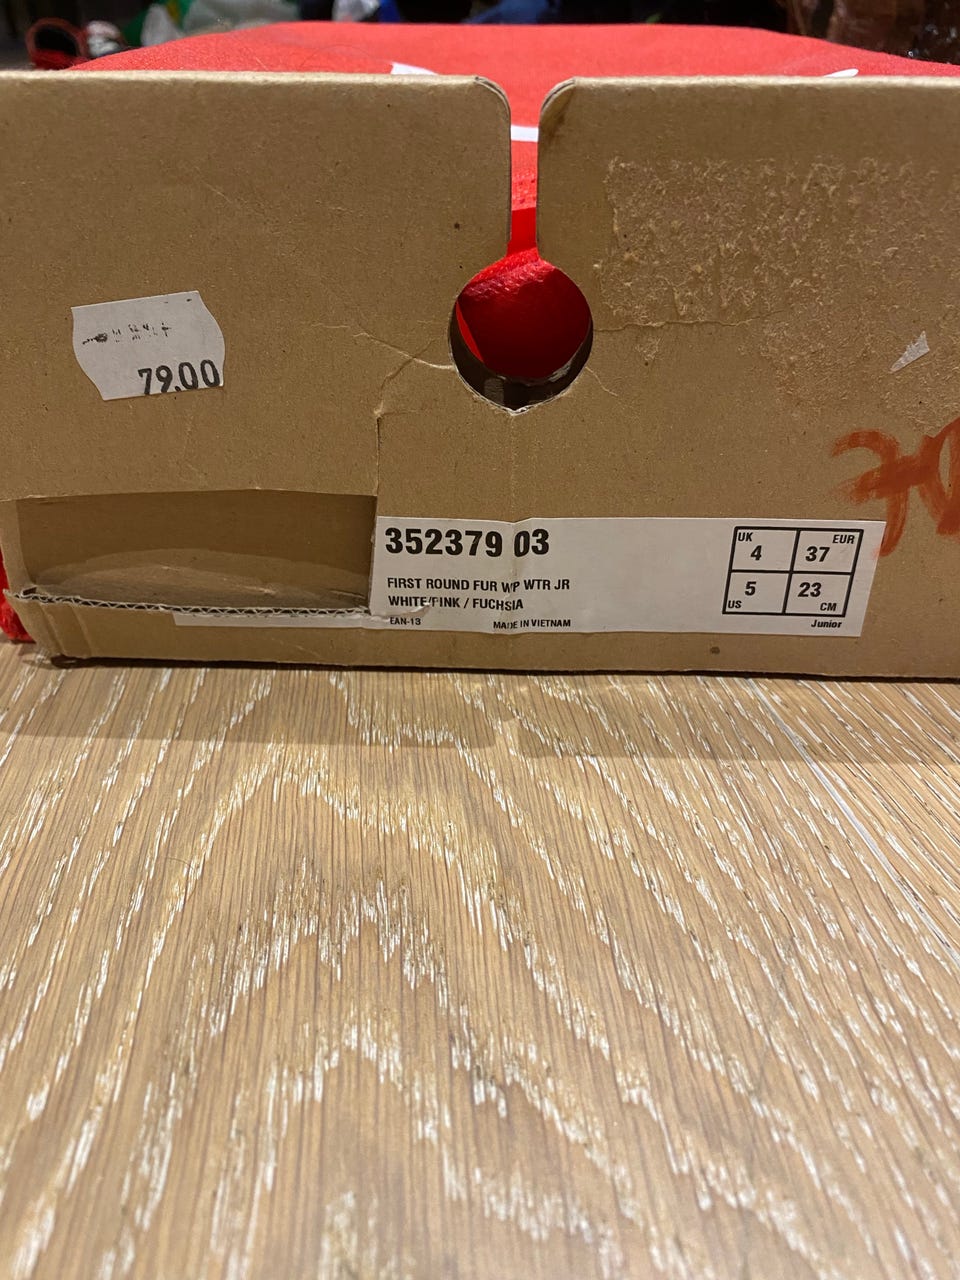 79.00
352379 03
FIRST ROUND FUR WP WTR JR
WHITE/PINK / FUCHSIA
EAN-13 MADE IN VIETNAM
UK 4 37 EUR
US 5 23 CM
Junior